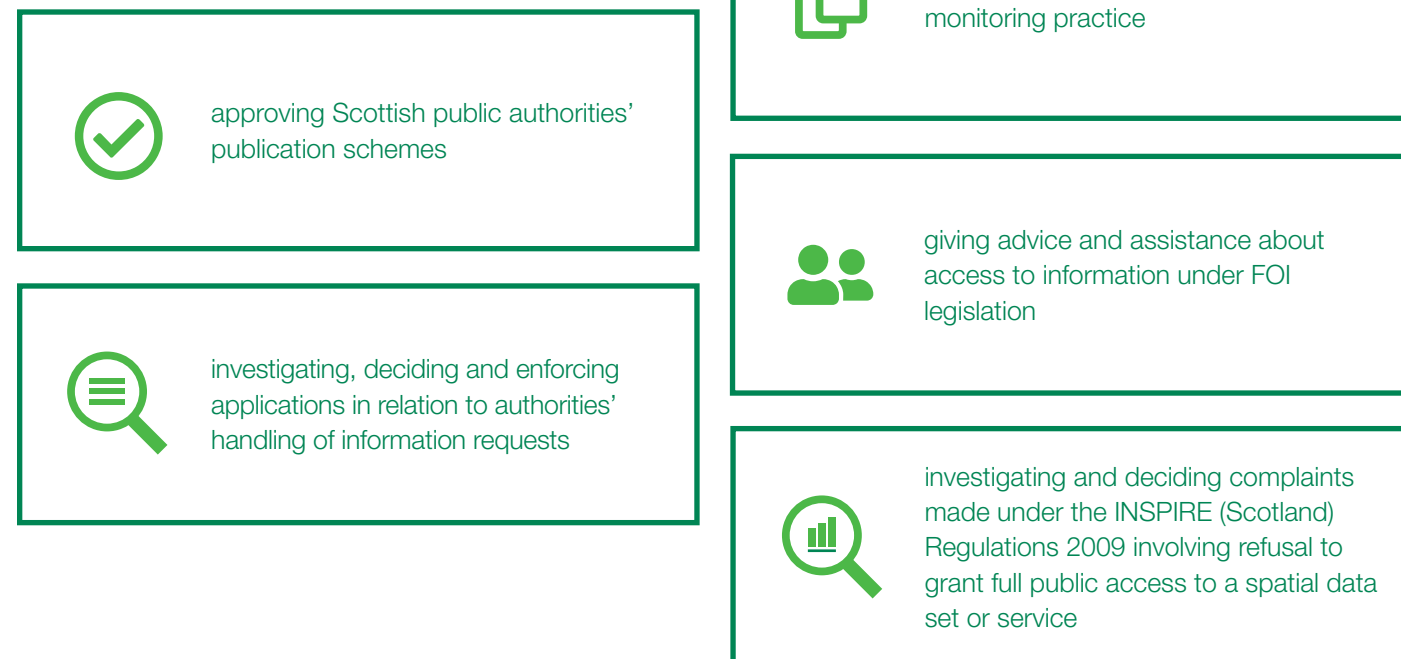 approving Scottish public authorities’
publication schemes
investigating, deciding and enforcing
applications in relation to authorities’
handling of information requests
monitoring practice
giving advice and assistance about
access to information under FOI
legislation
investigating and deciding complaints
made under the INSPIRE (Scotland)
Regulations 2009 involving refusal to
grant full public access to a spatial data
set or service